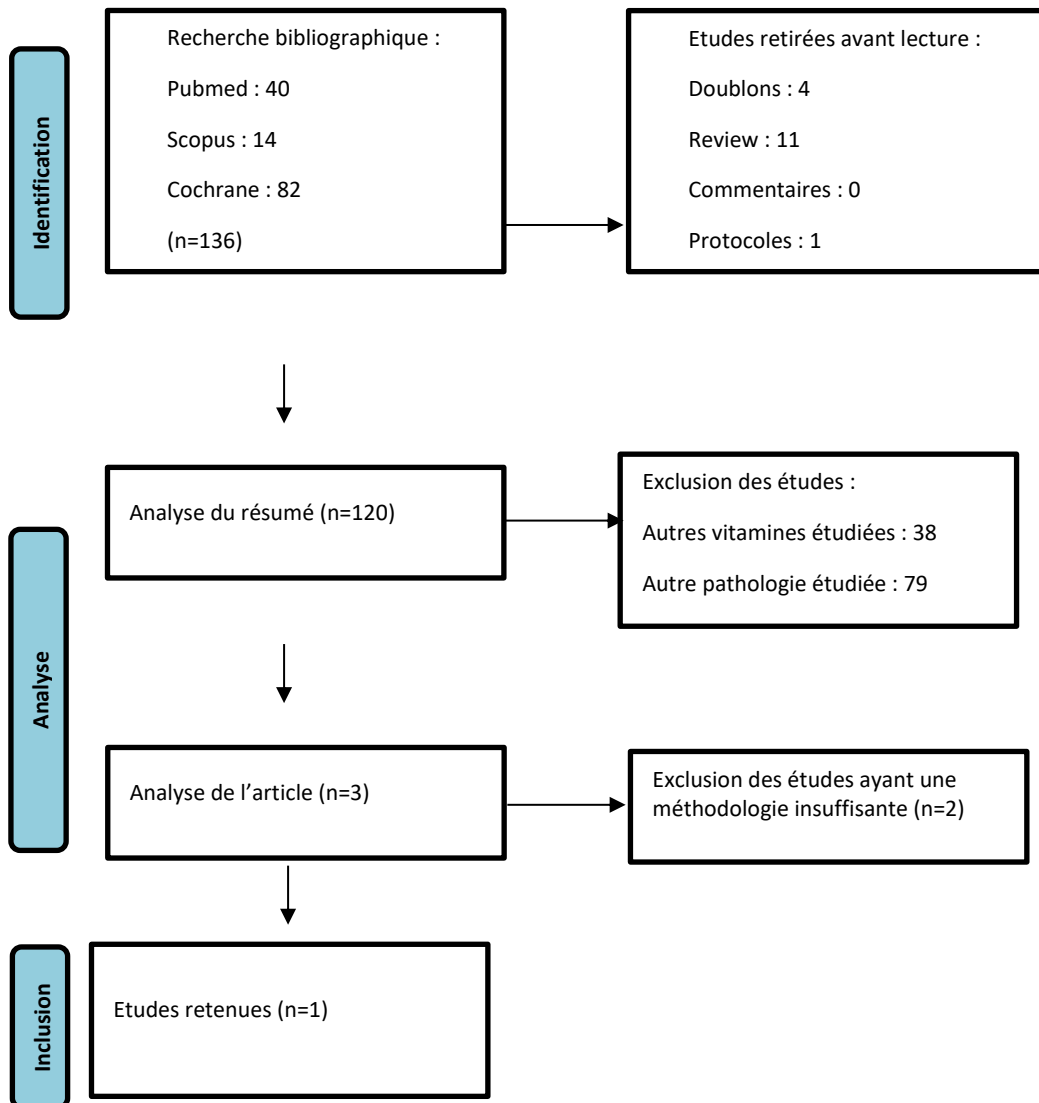 Identification
Recherche bibliographique :
Pubmed : 40
Scopus : 14
Cochrane : 82
(n=136)
Etudes retirées avant lecture :
Doublons : 4
Review : 11
Commentaires : 0
Protocoles : 1
Analyse
Analyse du résumé (n=120)
Exclusion des études :
Autres vitamines étudiées : 38
Autre pathologie étudiée : 79
Analyse de l’article (n=3)
Exclusion des études ayant une
méthodologie insuffisante (n=2)
Inclusion
Etudes retenues (n=1)